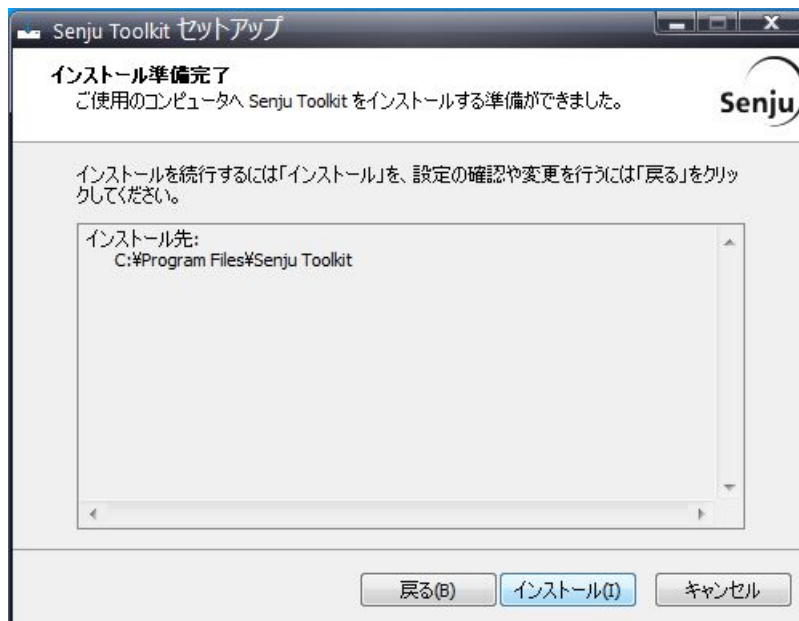 Senju Toolkit セットアップ
インストール準備完了
ご使用のコンピュータへ Senju Toolkit をインストールする準備ができました。
Senju
インストールを続行するには「インストール」を、設定の確認や変更を行うには「戻る」をクリッ
クしてください。
インストール先:
C:¥Program Files¥Senju Toolkit
戻る(B)
インストール(I)
キャンセル